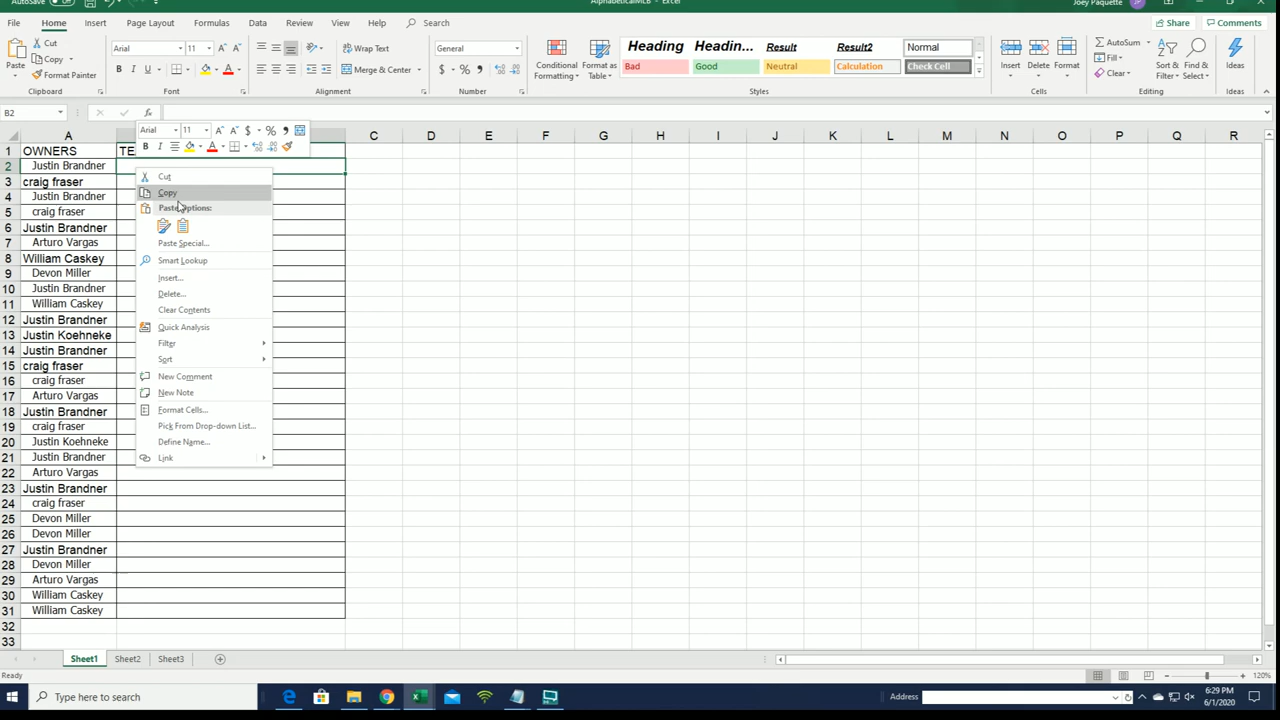 AutoSave AlphabeticalMLB - Excel Joey Paquette JP
File Home Insert Page Layout Formulas Data Review View Help Search Share Comments
Paste Cut Copy Format Painter Clipboard
Arial 11 B I U Font
Wrap Text Merge & Center Alignment
General $ % , Number
Conditional Formatting Format as Table
Heading Headin... Result Result2 Normal
Bad Good Neutral Calculation Check Cell
Styles
Insert Delete Format Cells
AutoSum Fill Clear Sort & Filter Find & Select Editing
Ideas Ideas
B2 fx
Arial 11 $ % ,
B I
A C D E F G H I J K L M N O P Q R
1 OWNERS TE
2 Justin Brandner
3 craig fraser
4 Justin Brandner
5 craig fraser
6 Justin Brandner
7 Arturo Vargas
8 William Caskey
9 Devon Miller
10 Justin Brandner
11 William Caskey
12 Justin Brandner
13 Justin Koehneke
14 Justin Brandner
15 craig fraser
16 craig fraser
17 Arturo Vargas
18 Justin Brandner
19 craig fraser
20 Justin Koehneke
21 Justin Brandner
22 Arturo Vargas
23 Justin Brandner
24 craig fraser
25 Devon Miller
26 Devon Miller
27 Justin Brandner
28 Devon Miller
29 Arturo Vargas
30 William Caskey
31 William Caskey
32
33
Cut
Copy
Paste Options:
Paste Special...
Smart Lookup
Insert...
Delete...
Clear Contents
Quick Analysis
Filter
Sort
New Comment
New Note
Format Cells...
Pick From Drop-down List...
Define Name...
Link
Sheet1 Sheet2 Sheet3
Ready 120%
Type here to search Address 6:29 PM
6/1/2020